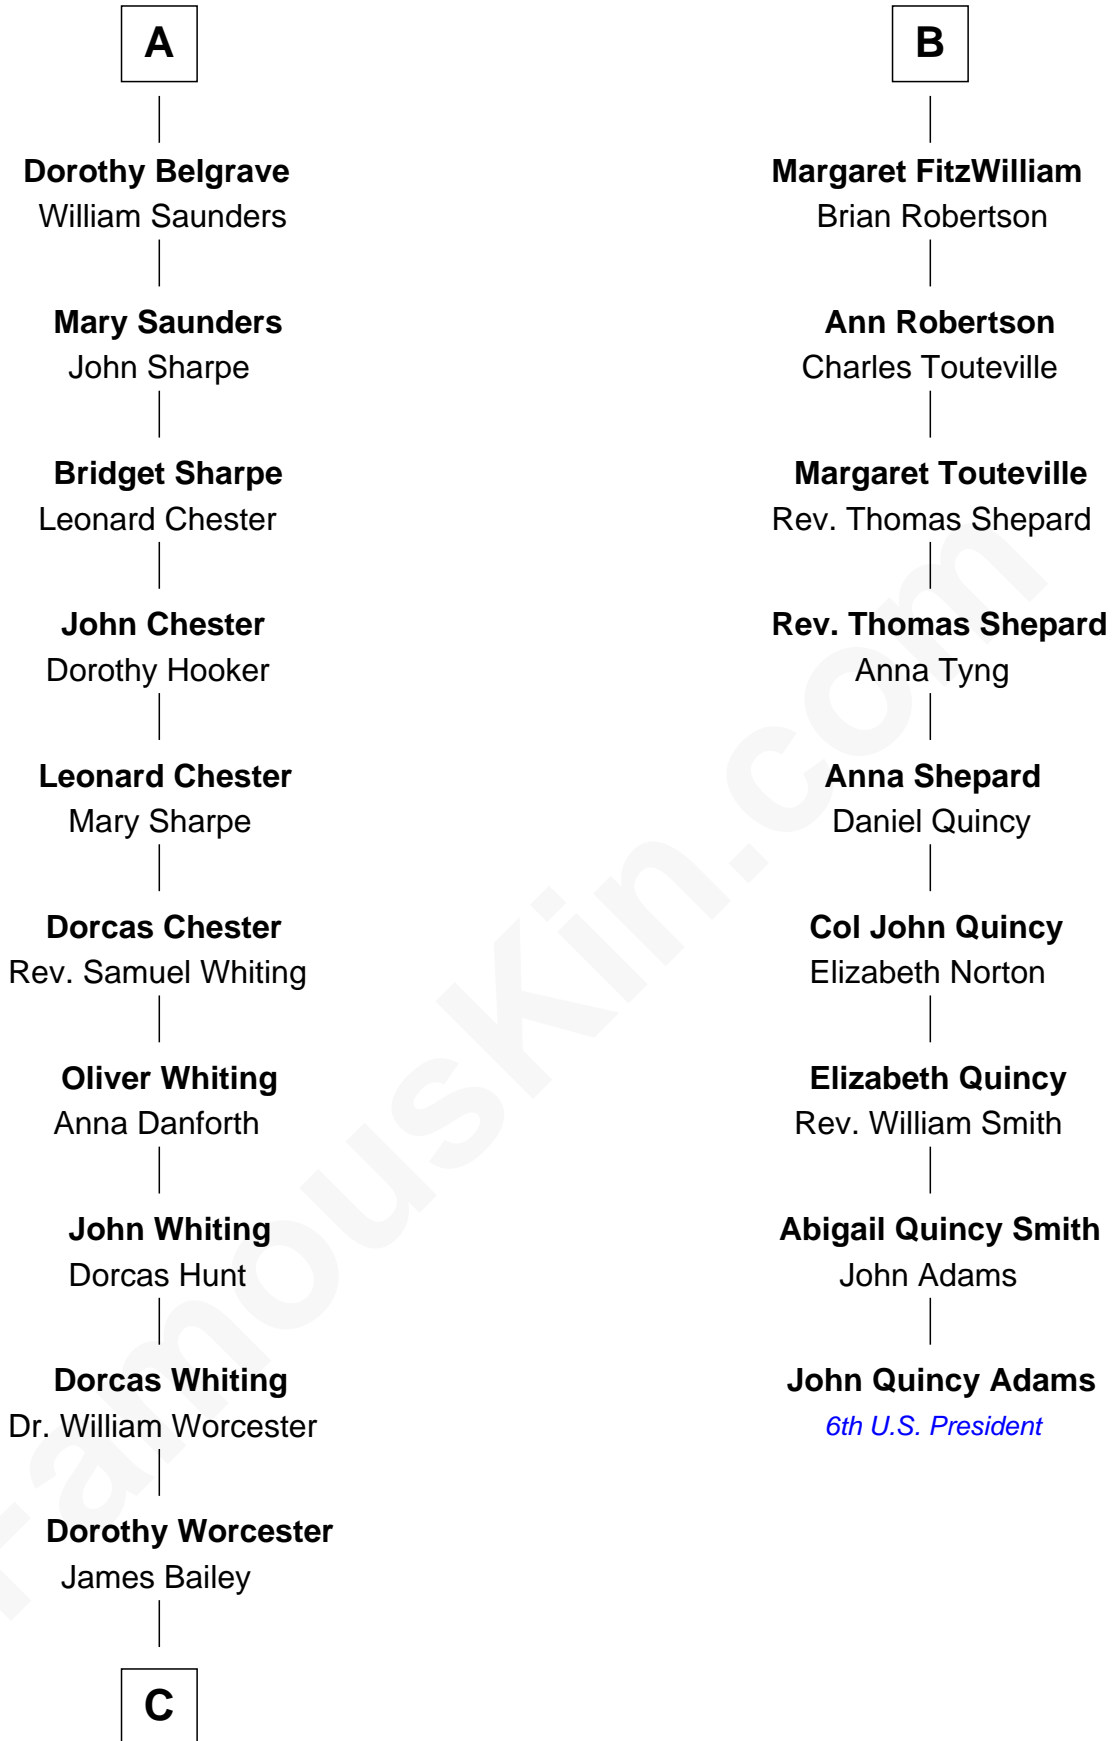 A
Dorothy Belgrave
William Saunders
Mary Saunders
John Sharpe
Bridget Sharpe
Leonard Chester
John Chester
Dorothy Hooker
Leonard Chester
Mary Sharpe
Dorcas Chester
Rev. Samuel Whiting
Oliver Whiting
Anna Danforth
John Whiting
Dorcas Hunt
Dorcas Whiting
Dr. William Worcester
Dorothy Worcester
James Bailey
C
B
Margaret FitzWilliam
Brian Robertson
Ann Robertson
Charles Touteville
Margaret Touteville
Rev. Thomas Shepard
Rev. Thomas Shepard
Anna Tyng
Anna Shepard
Daniel Quincy
Col John Quincy
Elizabeth Norton
Elizabeth Quincy
Rev. William Smith
Abigail Quincy Smith
John Adams
John Quincy Adams
6th U.S. President
FamousKin.com